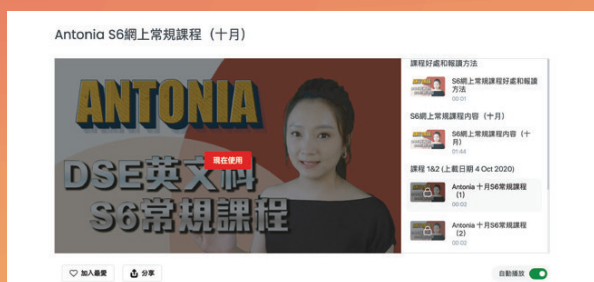 Antonia S6網上常規課程（十月）
ANTONIA
DSE英文科
S6常規課程
現在使用
課程好處和報讀方法
S6網上常規課程好處和報讀
方法
00:01
S6網上常規課程內容（十月）
S6網上常規課程內容（十
月）
01:44
課程 1&2 (上載日期 4 Oct 2020)
Antonia 十月S6常規課程
(1)
00:02
Antonia 十月S6常規課程
(2)
00:02
加入最愛
分享
自動播放